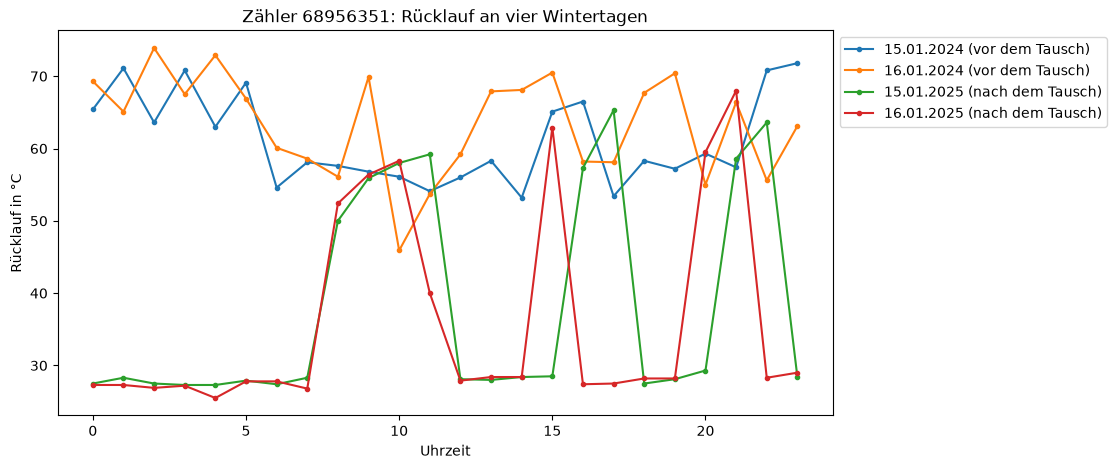 Zähler 68956351: Rücklauf an vier Wintertagen
Rücklauf in °C
70
60
50
40
30
0
5
10
15
20
Uhrzeit
15.01.2024 (vor dem Tausch)
16.01.2024 (vor dem Tausch)
15.01.2025 (nach dem Tausch)
16.01.2025 (nach dem Tausch)